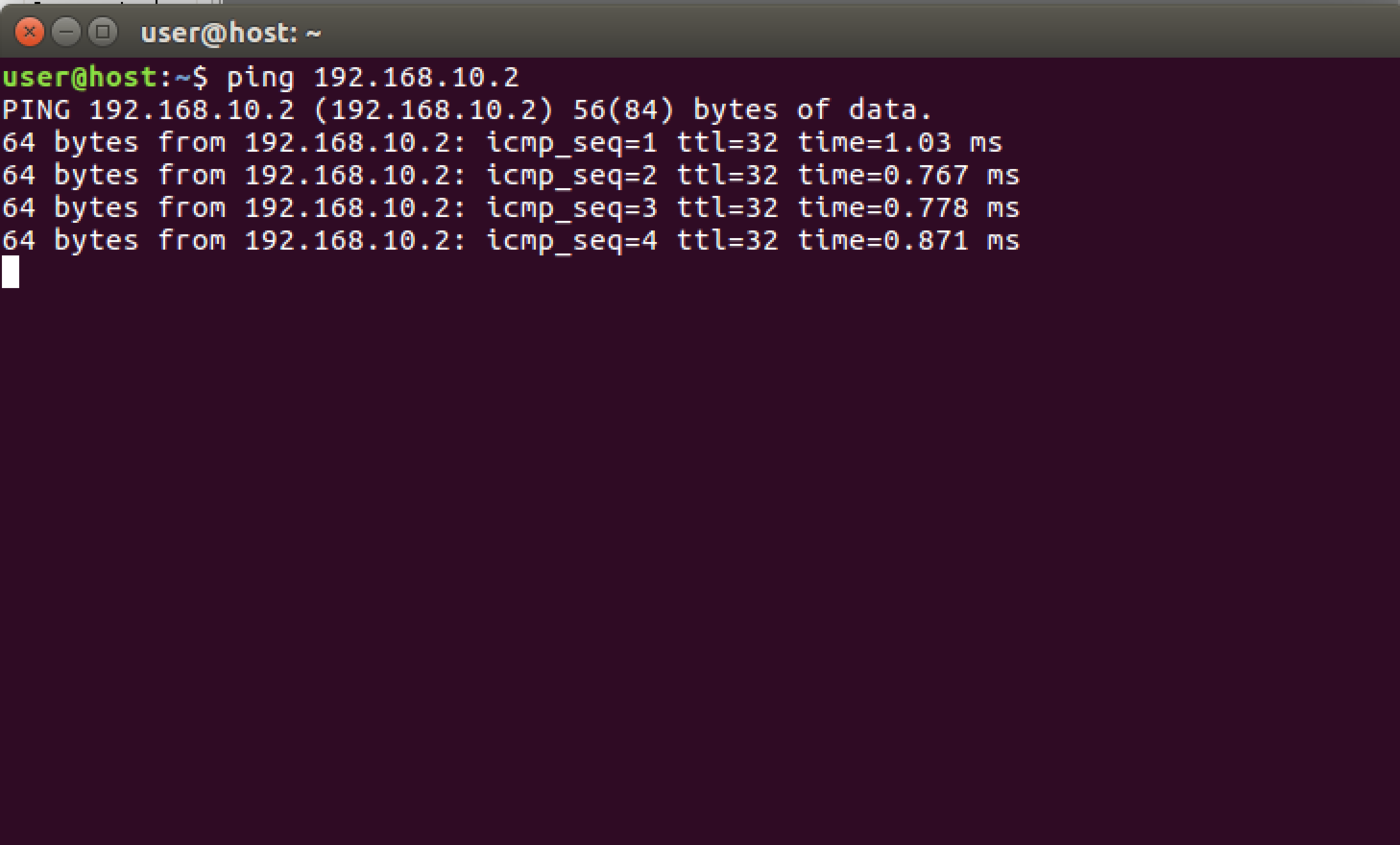 user@host: ~
user@host:~$ ping 192.168.10.2
PING 192.168.10.2 (192.168.10.2) 56(84) bytes of data.
64 bytes from 192.168.10.2: icmp_seq=1 ttl=32 time=1.03 ms
64 bytes from 192.168.10.2: icmp_seq=2 ttl=32 time=0.767 ms
64 bytes from 192.168.10.2: icmp_seq=3 ttl=32 time=0.778 ms
64 bytes from 192.168.10.2: icmp_seq=4 ttl=32 time=0.871 ms